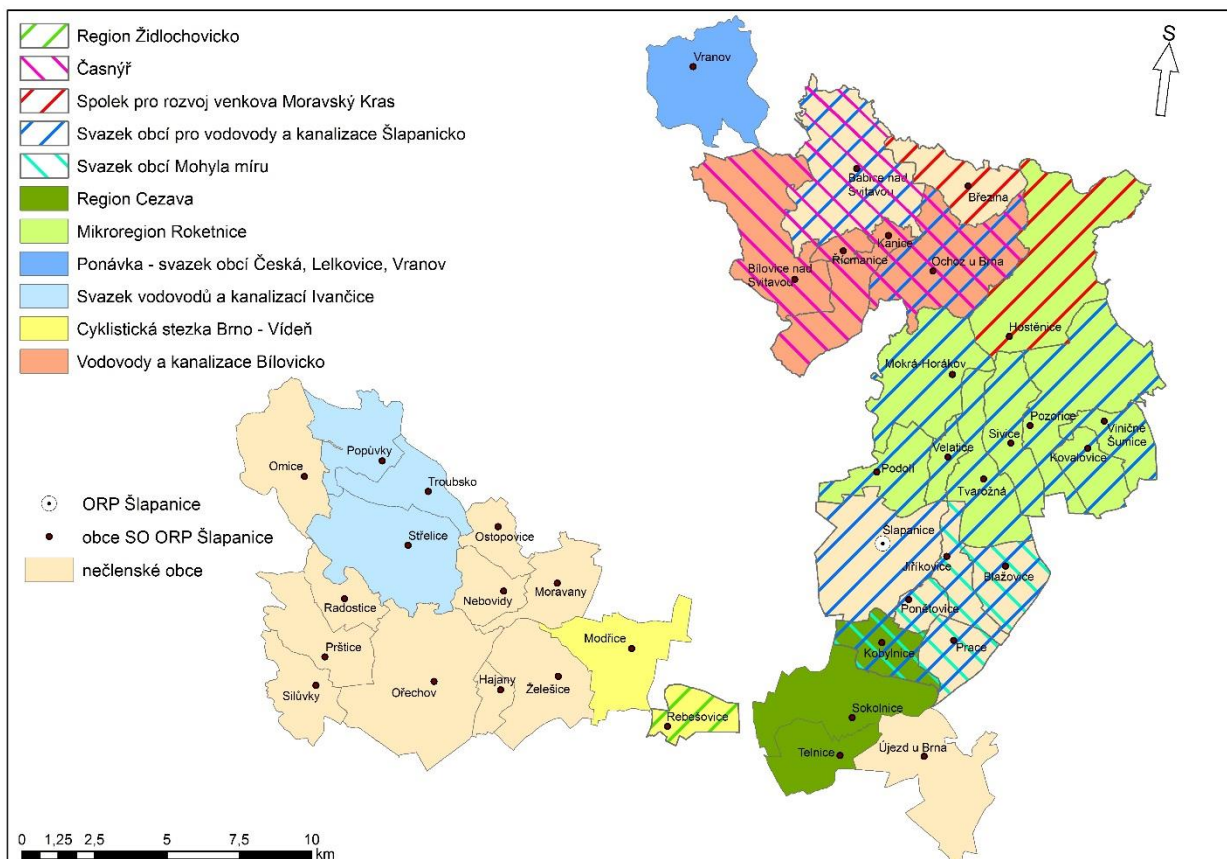 Region Židlochovicko
Časnýř
Spolek pro rozvoj venkova Moravský Kras
Svazek obcí pro vodovody a kanalizace Šlapanicko
Svazek obcí Mohyla míru
Region Cezava
Mikroregion Roketnice
Ponávka - svazek obcí Česká, Lelkovice, Vranov
Svazek vodovodů a kanalizací Ivančice
Cyklistická stezka Brno - Vídeň
Vodovody a kanalizace Bílovicko
ORP Šlapanice
obce SO ORP Šlapanice
nečlenské obce
S
Vranov
Babice nad
Svitavou
Březina
Kanice
Řícmanice
Bílovice nad
Svitavou
Ochoz u Brna
Hostěnice
Mokrá-Horákov
Pozořice
Viničné
Šumice
Sivice
Velatice
Kovalovice
Podolí
Tvarožná
Šlapanice
Jiříkovice
Blažovice
Ponětovice
Kobylnice
Prace
Sokolnice
Telnice
Újezd u Brna
Popůvky
Omice
Troubsko
Střelice
Ostopovice
Moravany
Nebovidy
Radostice
Modřice
Prštice
Silůvky
Ořechov
Hajany
Želešice
Rebešovice
0 1,25 2,5 5 7,5 10
km